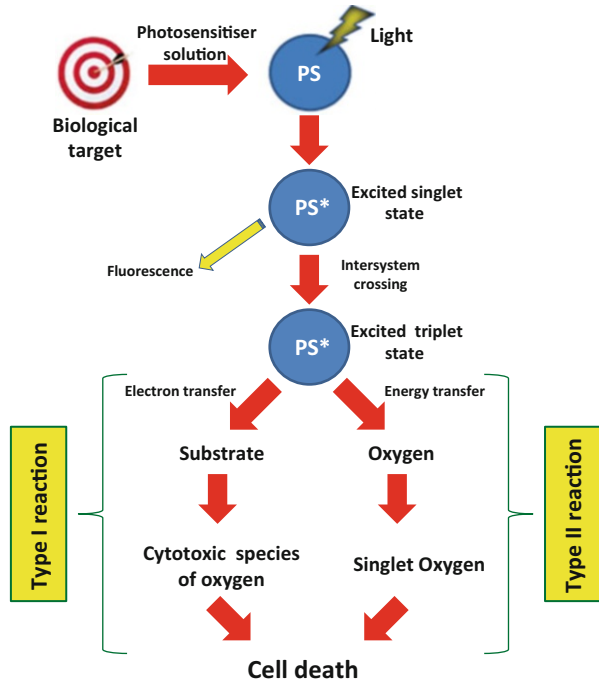 Photosensitiser
solution
Light
PS
Biological
target
PS*
Excited singlet
state
Fluorescence
Intersystem
crossing
PS*
Excited triplet
state
Electron transfer
Energy transfer
Type I reaction
Substrate
Oxygen
Type II reaction
Cytotoxic species
of oxygen
Singlet Oxygen
Cell death